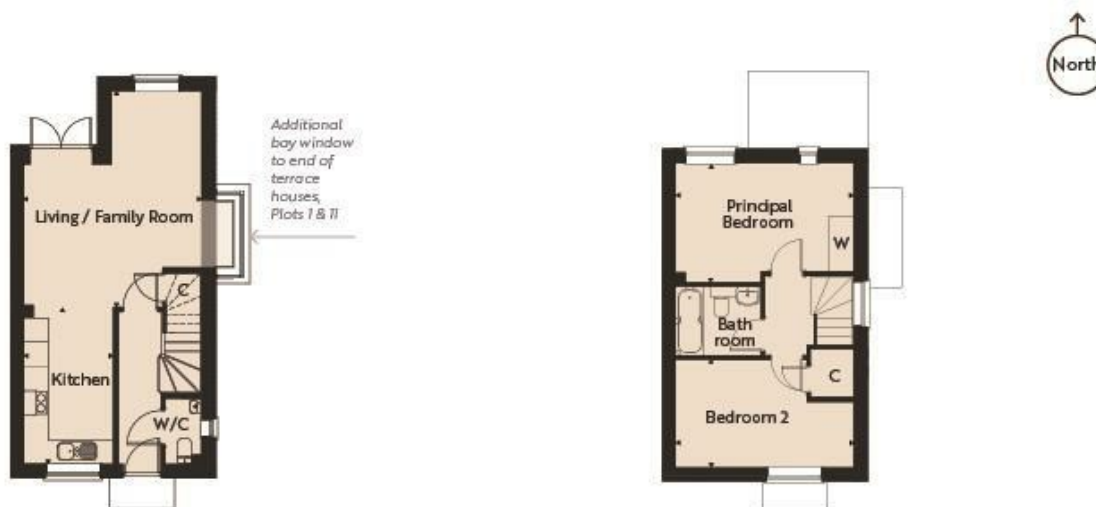 North
Additional
bay window
to end of
terrace
houses,
Plots 1 & 11
Living / Family Room
C
Kitchen
W/C
Principal
Bedroom
W
Bath
room
C
Bedroom 2